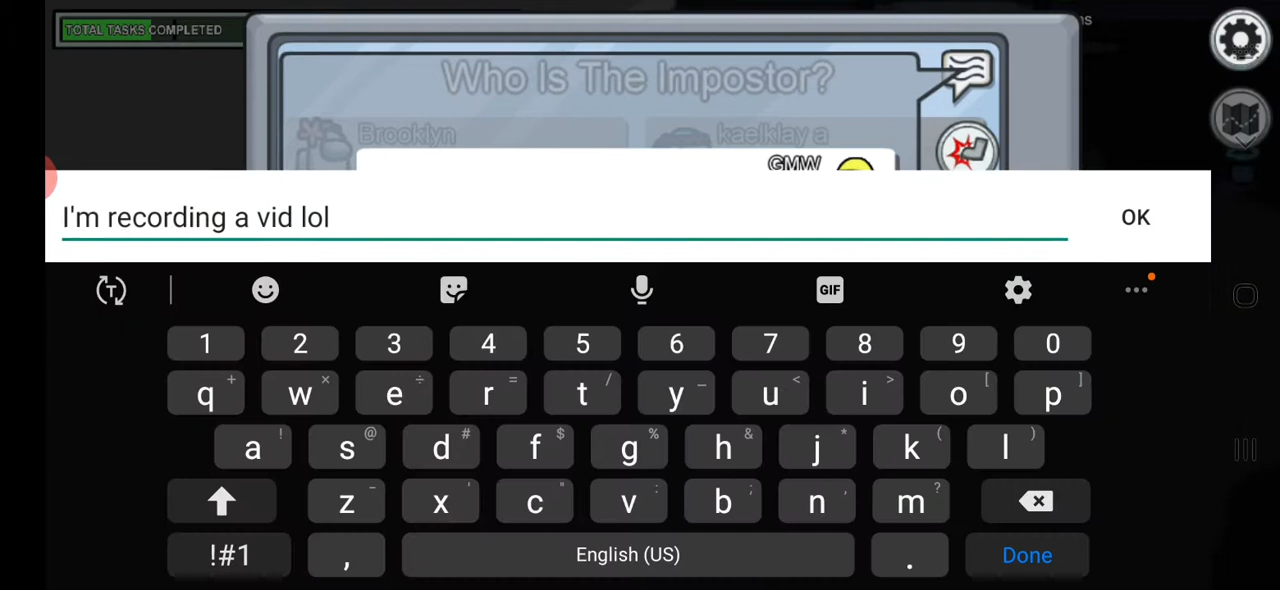 TOTAL TASKS COMPLETED
Who Is The Impostor?
Brooklyn
kaelklay a
GMW
I'm recording a vid lol
OK
T
GIF
1 2 3 4 5 6 7 8 9 0
q + w × e ÷ r = t / y _ u < i > o [ p ]
a ! s @ d # f $ g % h & j * k ( l )
z - x ' c " v : b ; n , m ?
!#1 , English (US) . Done